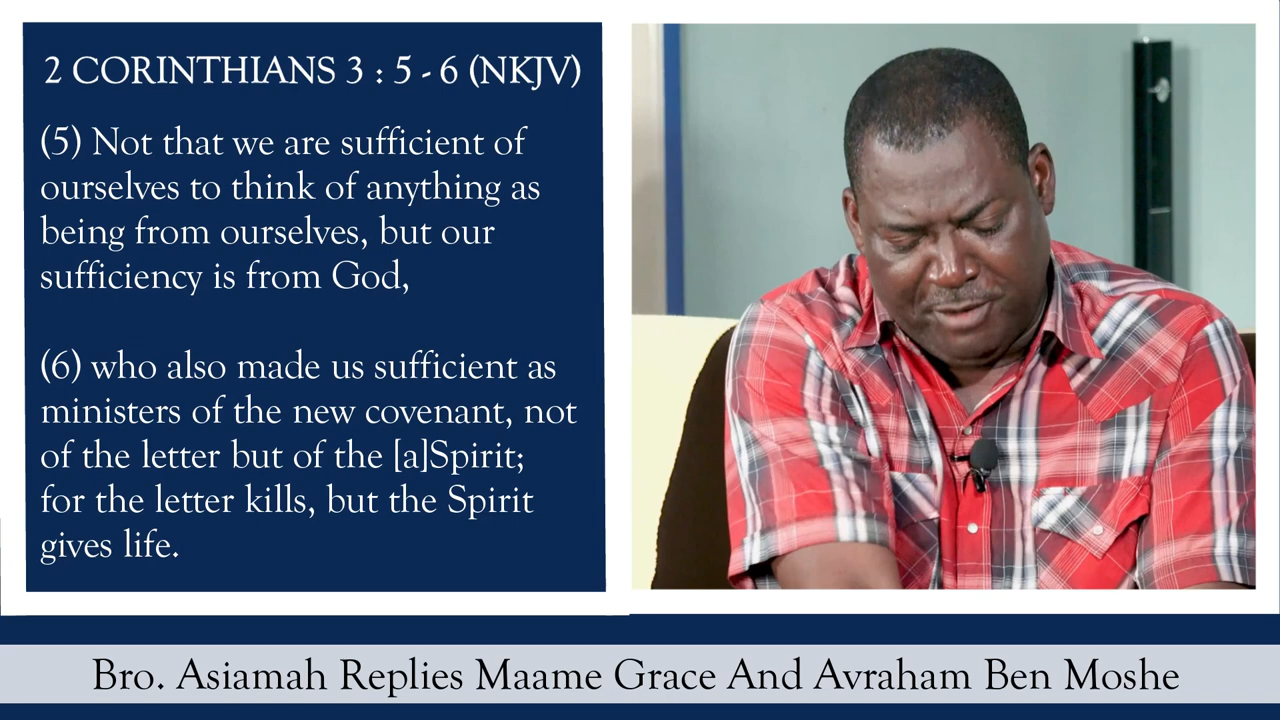 2 CORINTHIANS 3 : 5 - 6 (NKJV)
(5) Not that we are sufficient of
ourselves to think of anything as
being from ourselves, but our
sufficiency is from God,
(6) who also made us sufficient as
ministers of the new covenant, not
of the letter but of the [a]Spirit;
for the letter kills, but the Spirit
gives life.
Bro. Asiamah Replies Maame Grace And Avraham Ben Moshe